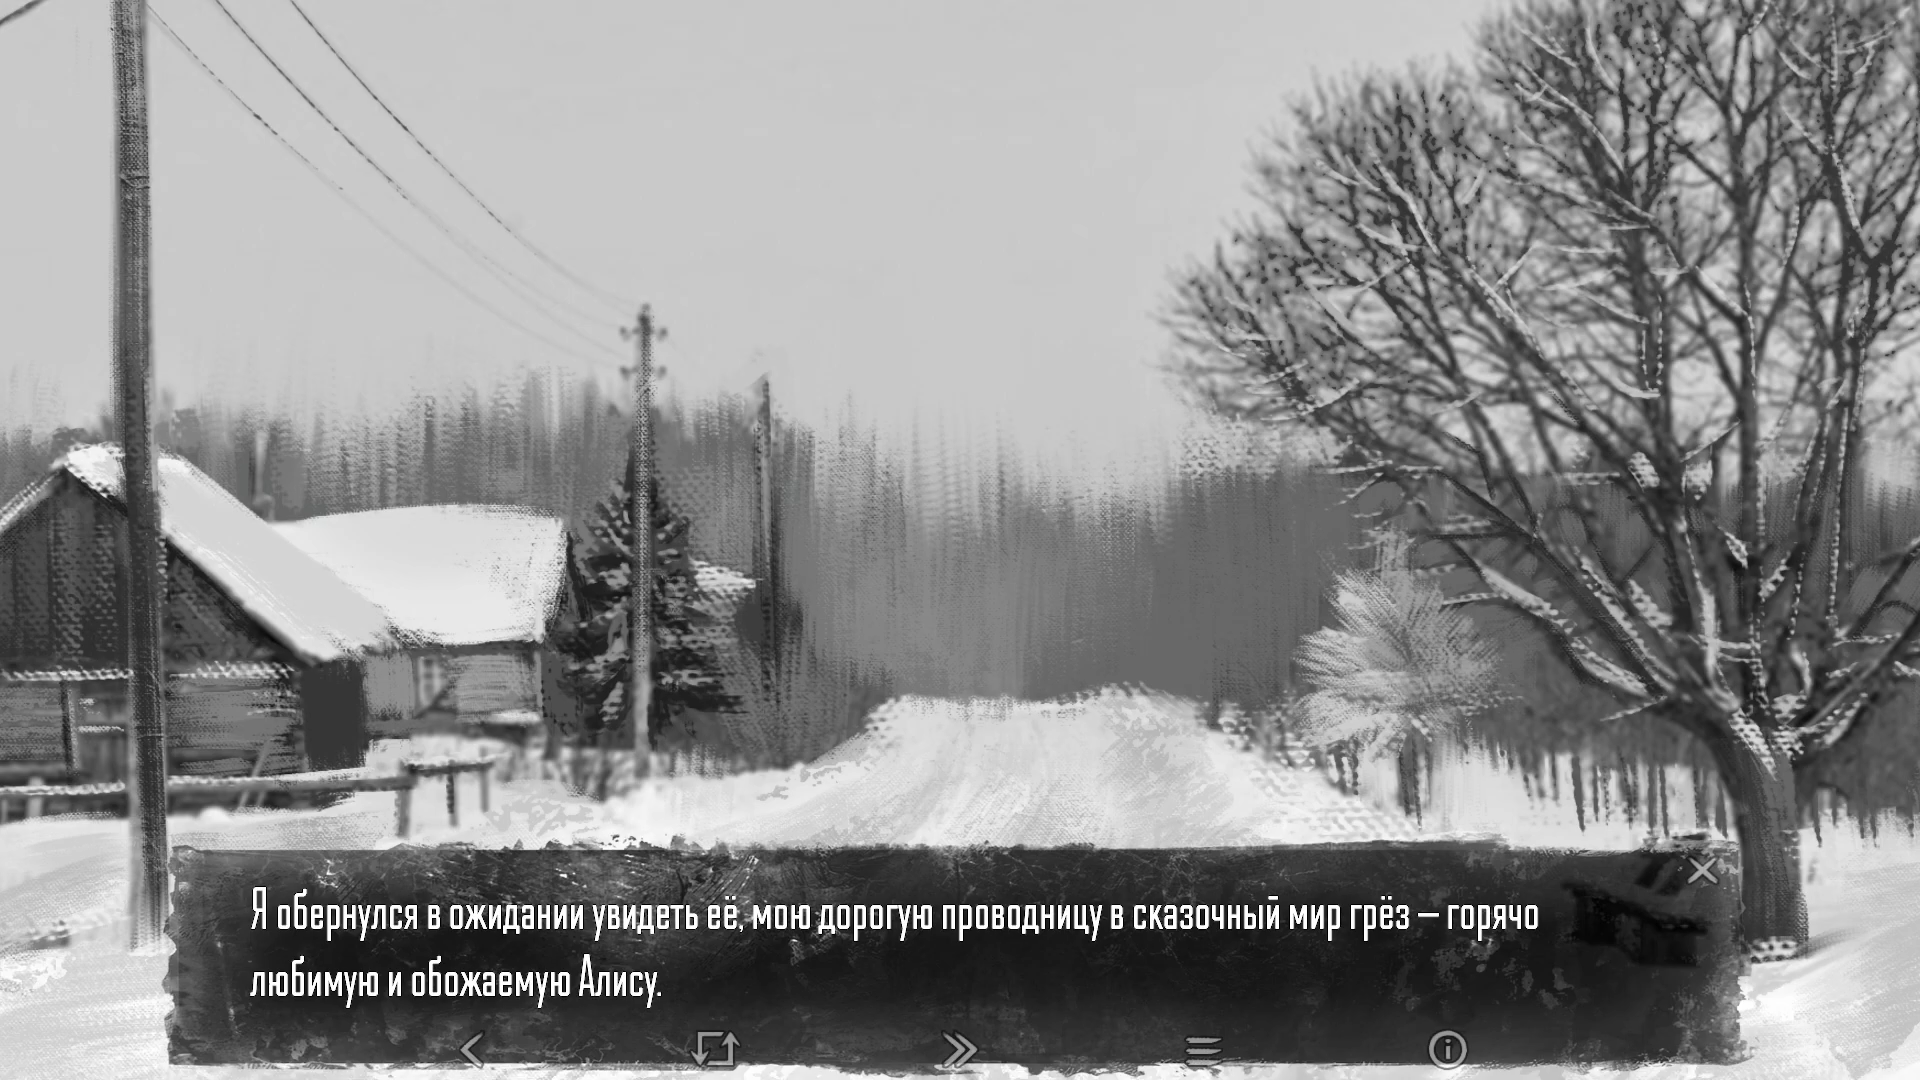 Я обернулся в ожидании увидеть её, мою дорогую проводницу в сказочный мир грёз – горячо
любимую и обожаемую Алису.